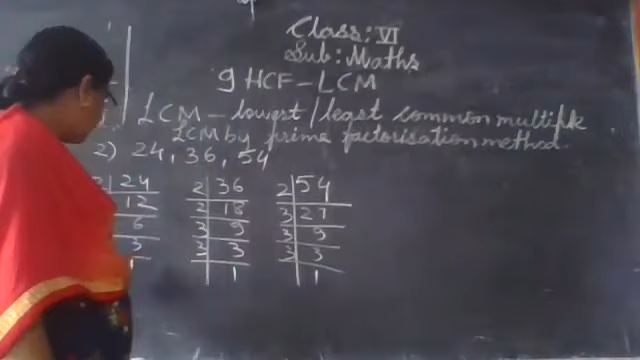 Class: VI
Sub: Maths
9 HCF - LCM
LCM - lowest/least common multiple
LCM by prime factorisation method.
2) 24, 36, 54
2 24 2 36 2 54
12 2 18 3 27
6 3 9 3 9
3 3 3 3 3
1 1 1